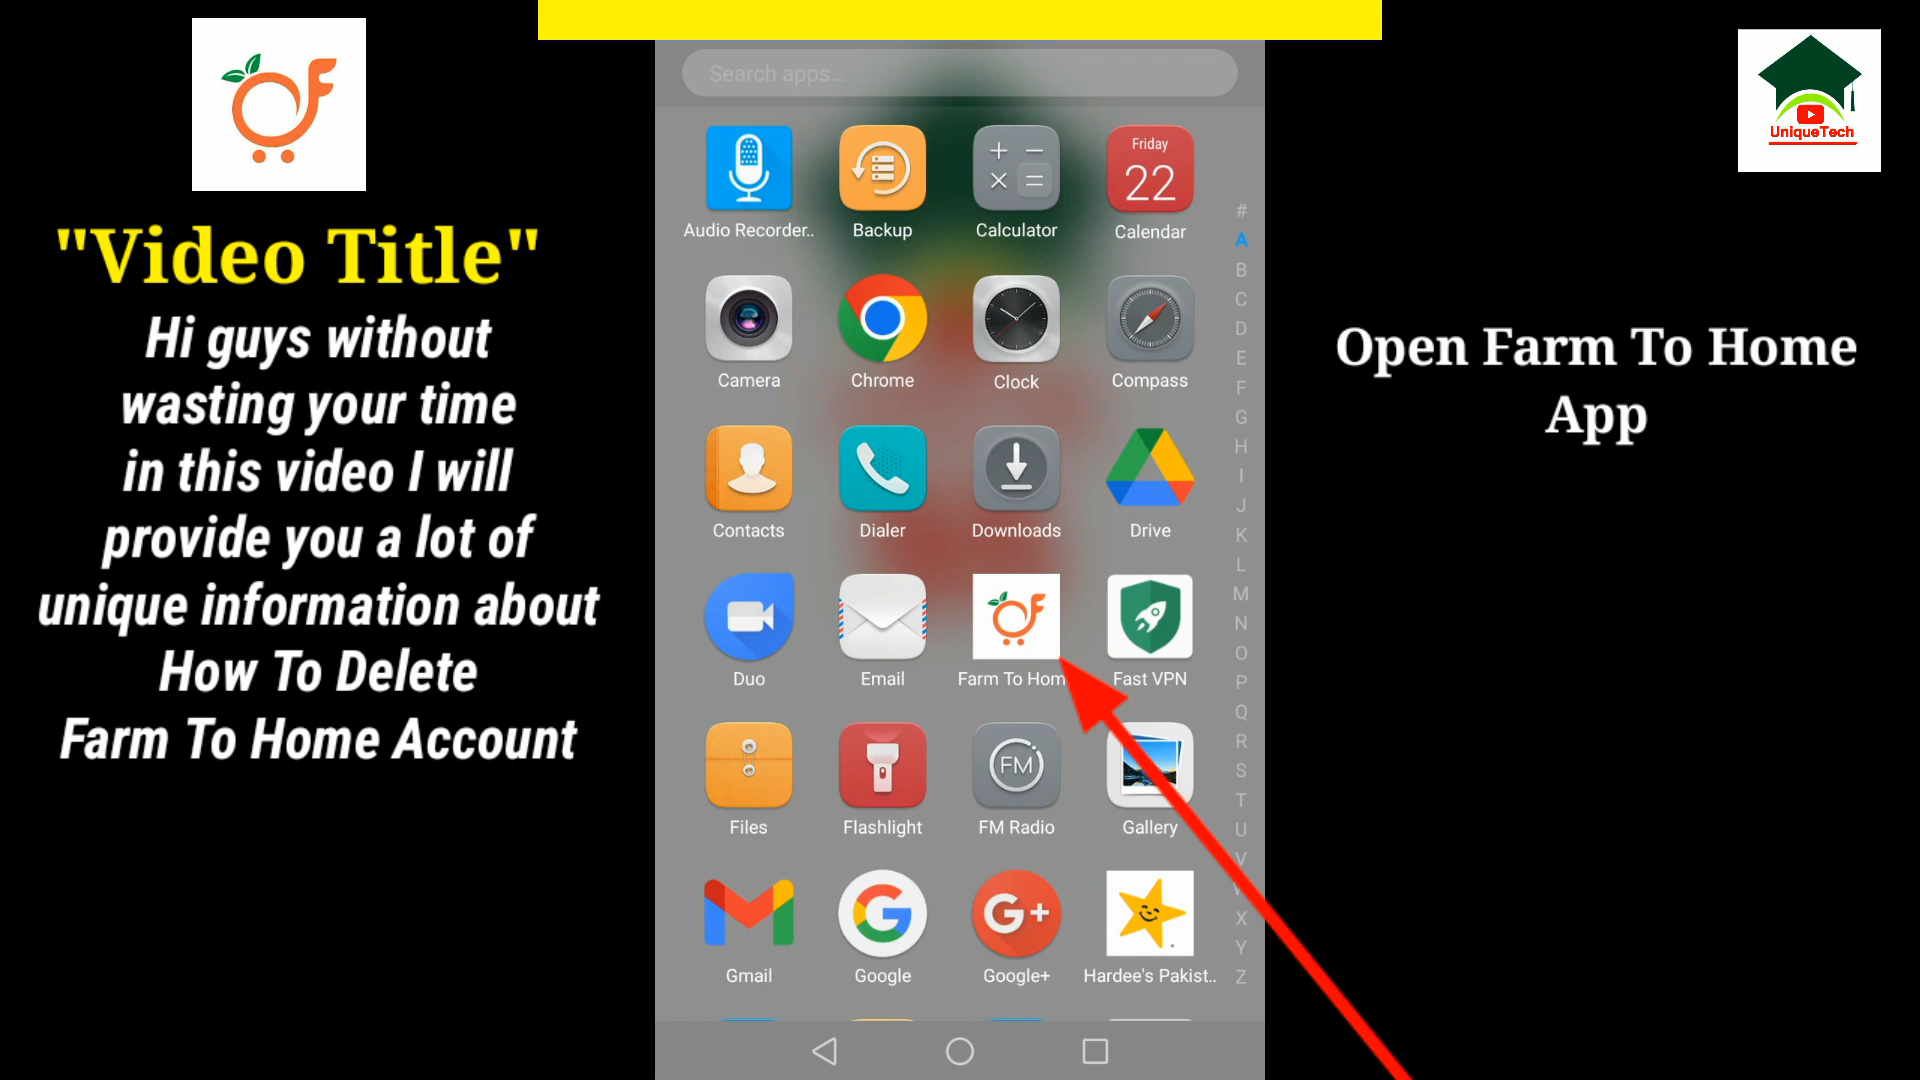 "Video Title"
Hi guys without
wasting your time
in this video I will
provide you a lot of
unique information about
How To Delete
Farm To Home Account
Search apps...
Friday
22
Audio Recorder..
Backup
Calculator
Calendar
Camera
Chrome
Clock
Compass
Contacts
Dialer
Downloads
Drive
Duo
Email
Farm To Hom
Fast VPN
Files
Flashlight
FM
FM Radio
Gallery
Gmail
G
Google
G+
Google+
Hardee's Pakist..
#
A
B
C
D
E
F
G
H
I
J
K
L
M
N
O
P
Q
R
S
T
U
V
X
Y
Z
UniqueTech
Open Farm To Home
App